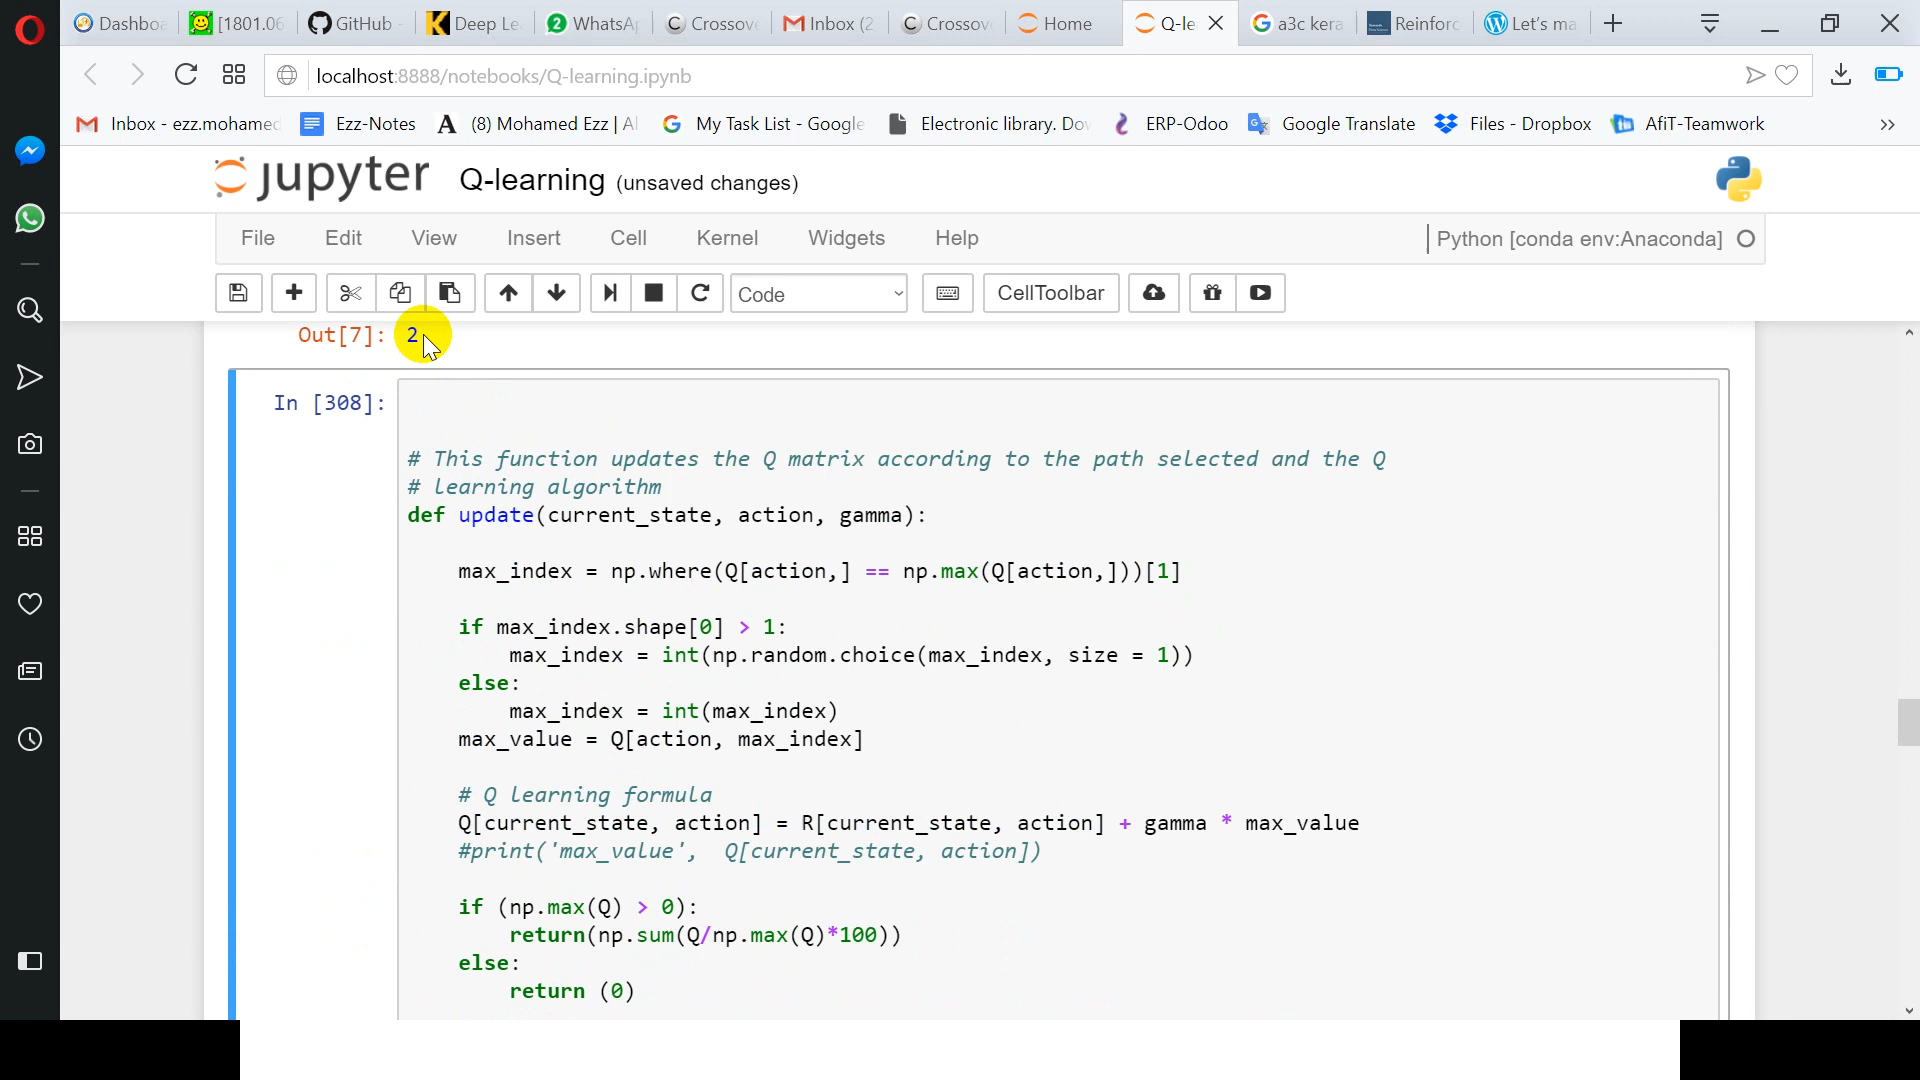 Dashboa
[1801.06
GitHub -
Deep Le
WhatsAp
Crossove
Inbox (2
Crossove
Home
Q-le
a3c kera
Reinforc
Let's ma
localhost:8888/notebooks/Q-learning.ipynb
Inbox - ezz.mohamed
Ezz-Notes
(8) Mohamed Ezz | Al
My Task List - Google
Electronic library. Dov
ERP-Odoo
Google Translate
Files - Dropbox
AfiT-Teamwork
jupyter Q-learning (unsaved changes)
File Edit View Insert Cell Kernel Widgets Help
Python [conda env:Anaconda]
Code
CellToolbar
Out[7]: 2
In [308]:
# This function updates the Q matrix according to the path selected and the Q
# learning algorithm
def update(current_state, action, gamma):
max_index = np.where(Q[action,] == np.max(Q[action,]))[1]
if max_index.shape[0] > 1:
max_index = int(np.random.choice(max_index, size = 1))
else:
max_index = int(max_index)
max_value = Q[action, max_index]
# Q learning formula
Q[current_state, action] = R[current_state, action] + gamma * max_value
#print('max_value', Q[current_state, action])
if (np.max(Q) > 0):
return(np.sum(Q/np.max(Q)*100))
else:
return (0)